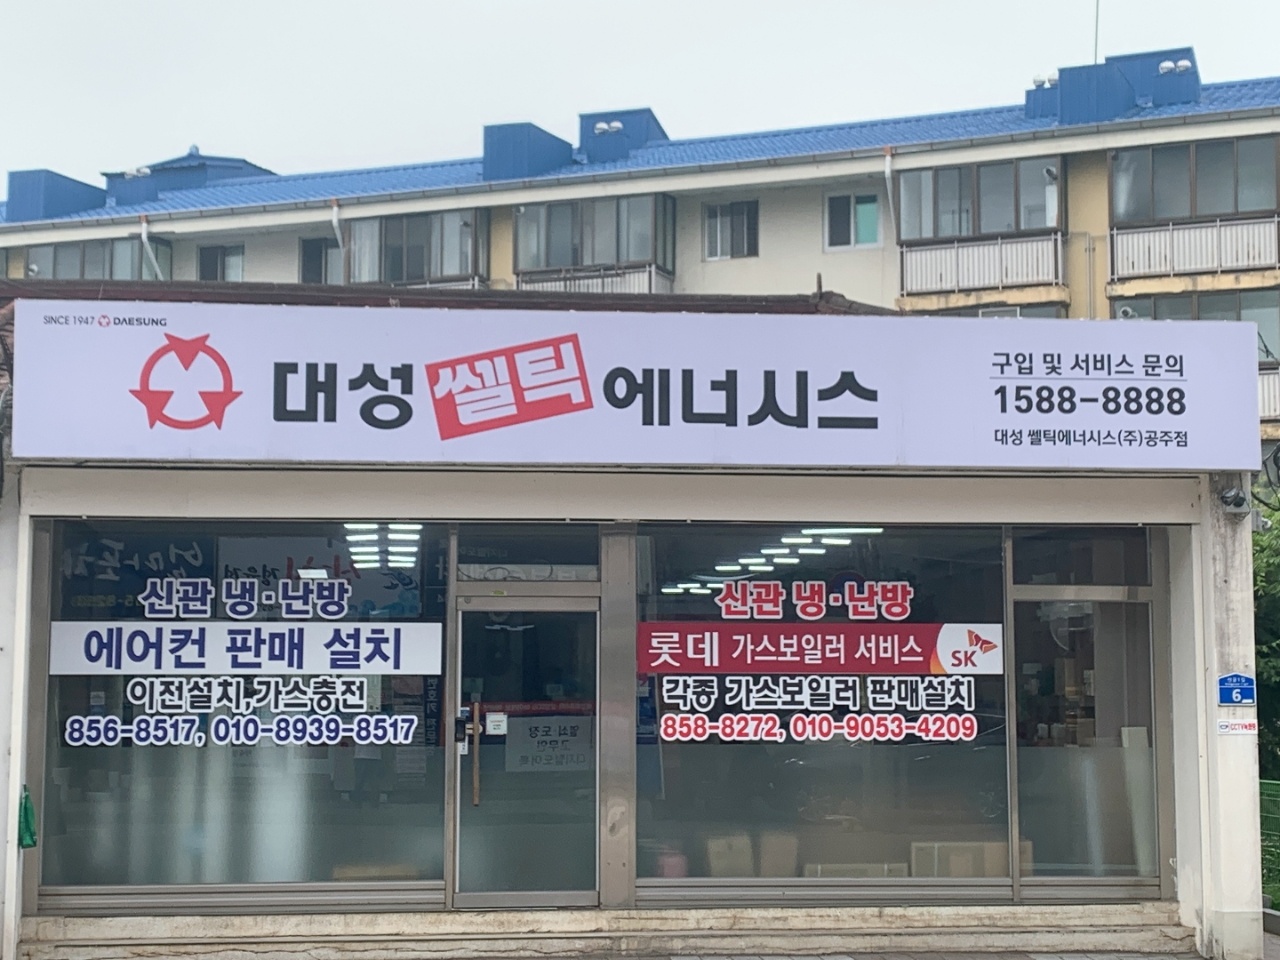 SINCE 1947 DAESUNG
대성쎌틱에너시스
구입 및 서비스 문의
1588-8888
대성 쎌틱에너시스(주)공주점
신관 냉·난방
에어컨 판매 설치
이전설치,가스충전
856-8517, 010-8939-8517
신관 냉·난방
롯데 가스보일러 서비스 SK
각종 가스보일러 판매설치
858-8272, 010-9053-4209
6